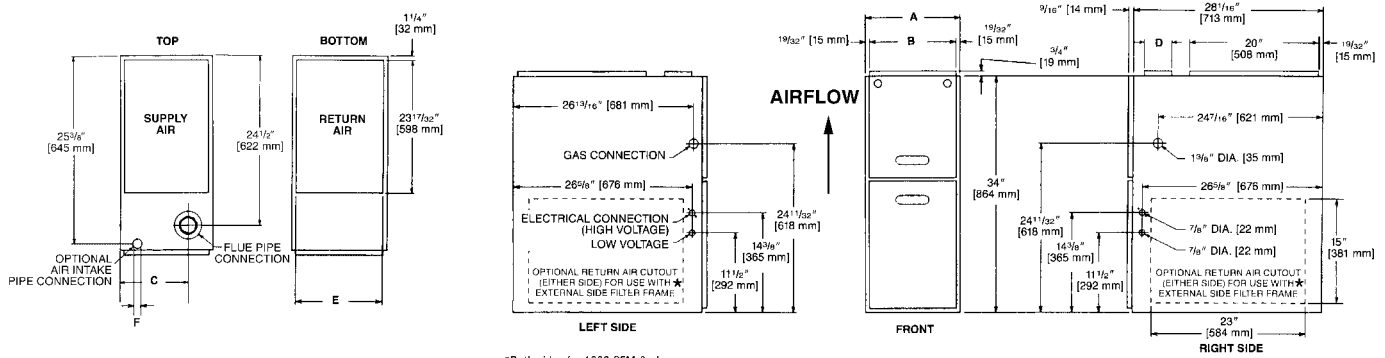 TOP
BOTTOM
1 1/4"
[32 mm]
SUPPLY
AIR
RETURN
AIR
25 3/8"
[645 mm]
24 1/2"
[622 mm]
23 17/32"
[598 mm]
OPTIONAL
AIR INTAKE
PIPE CONNECTION
FLUE PIPE
CONNECTION
C
E
F
26 13/16" [681 mm]
GAS CONNECTION
26 5/8" [676 mm]
ELECTRICAL CONNECTION
(HIGH VOLTAGE)
LOW VOLTAGE
24 11/32"
[618 mm]
14 3/8"
[365 mm]
11 1/2"
[292 mm]
OPTIONAL RETURN AIR CUTOUT
(EITHER SIDE) FOR USE WITH ★
EXTERNAL SIDE FILTER FRAME
LEFT SIDE
AIRFLOW
A
B
19/32" [15 mm]
19/32"
[15 mm]
3/4"
[19 mm]
34"
[864 mm]
FRONT
9/16" [14 mm]
28 1/16"
[713 mm]
D
20"
[508 mm]
19/32"
[15 mm]
24 7/16" [621 mm]
1 3/8" DIA. [35 mm]
26 5/8" [676 mm]
24 11/32"
[618 mm]
14 3/8"
[365 mm]
11 1/2"
[292 mm]
7/8" DIA. [22 mm]
7/8" DIA. [22 mm]
15"
[381 mm]
OPTIONAL RETURN AIR CUTOUT
(EITHER SIDE) FOR USE WITH ★
EXTERNAL SIDE FILTER FRAME
23"
[584 mm]
RIGHT SIDE